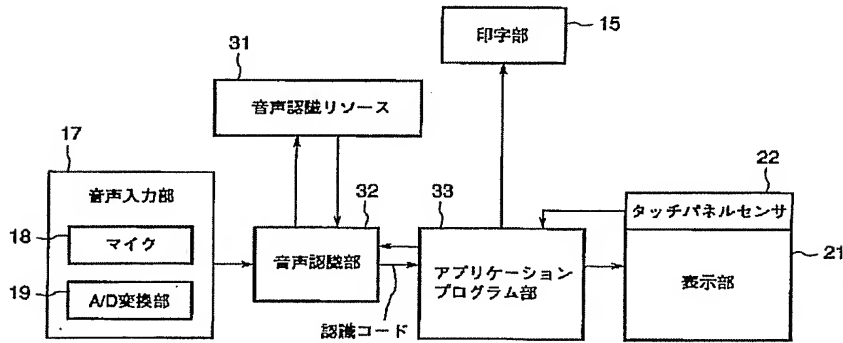 印字部
15
31
音声認識リソース
17
音声入力部
18
マイク
19
A/D変換部
32
音声認識部
認識コード
33
アプリケーション
プログラム部
22
タッチパネルセンサ
表示部
21